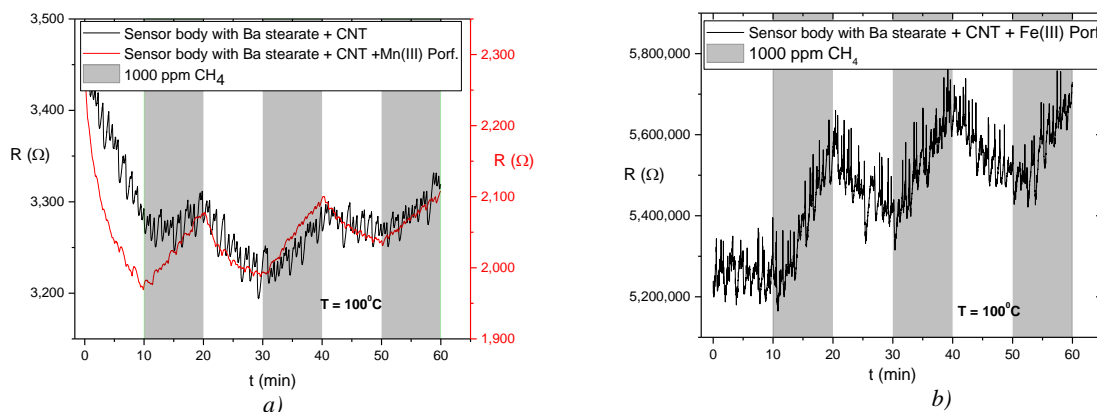 3,500
3,400
3,300
3,200
R (Ω)
Sensor body with Ba stearate + CNT
Sensor body with Ba stearate + CNT +Mn(III) Porf.
1000 ppm CH4
2,300
2,200
2,100
2,000
1,900
R (Ω)
T = 100⁰C
0 10 20 30 40 50 60
t (min)
a)
5,800,000
5,600,000
5,400,000
5,200,000
R (Ω)
Sensor body with Ba stearate + CNT + Fe(III) Porf
1000 ppm CH4
T = 100⁰C
0 10 20 30 40 50 60
t (min)
b)